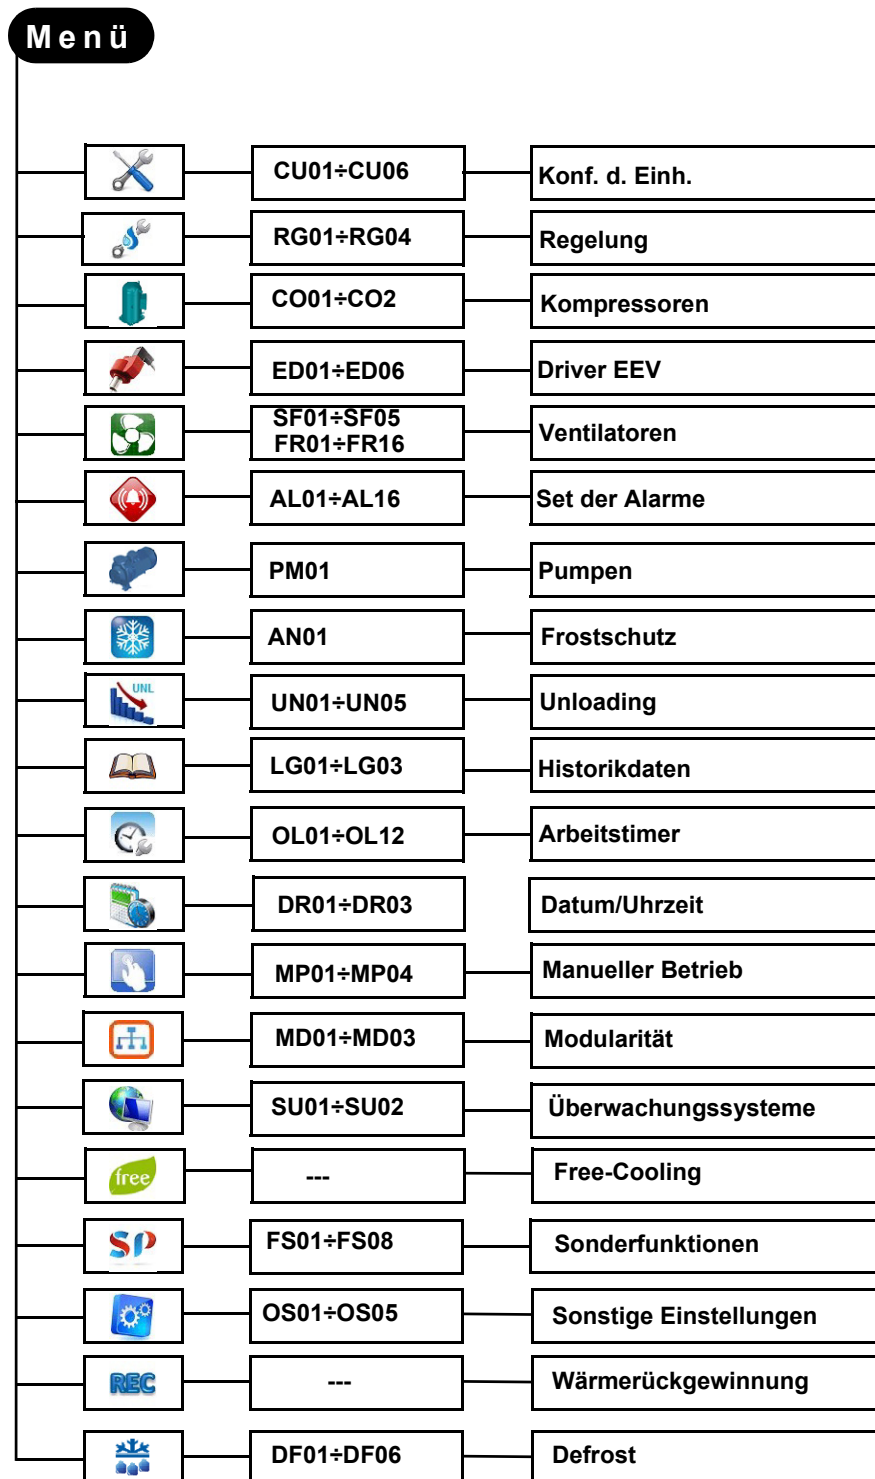 Menü
CU01÷CU06 Konf. d. Einh.
RG01÷RG04 Regelung
CO01÷CO2 Kompressoren
ED01÷ED06 Driver EEV
SF01÷SF05
FR01÷FR16 Ventilatoren
AL01÷AL16 Set der Alarme
PM01 Pumpen
AN01 Frostschutz
UNL UN01÷UN05 Unloading
LG01÷LG03 Historikdaten
OL01÷OL12 Arbeitstimer
DR01÷DR03 Datum/Uhrzeit
MP01÷MP04 Manueller Betrieb
MD01÷MD03 Modularität
SU01÷SU02 Überwachungssysteme
free --- Free-Cooling
SP FS01÷FS08 Sonderfunktionen
OS01÷OS05 Sonstige Einstellungen
REC --- Wärmerückgewinnung
DF01÷DF06 Defrost